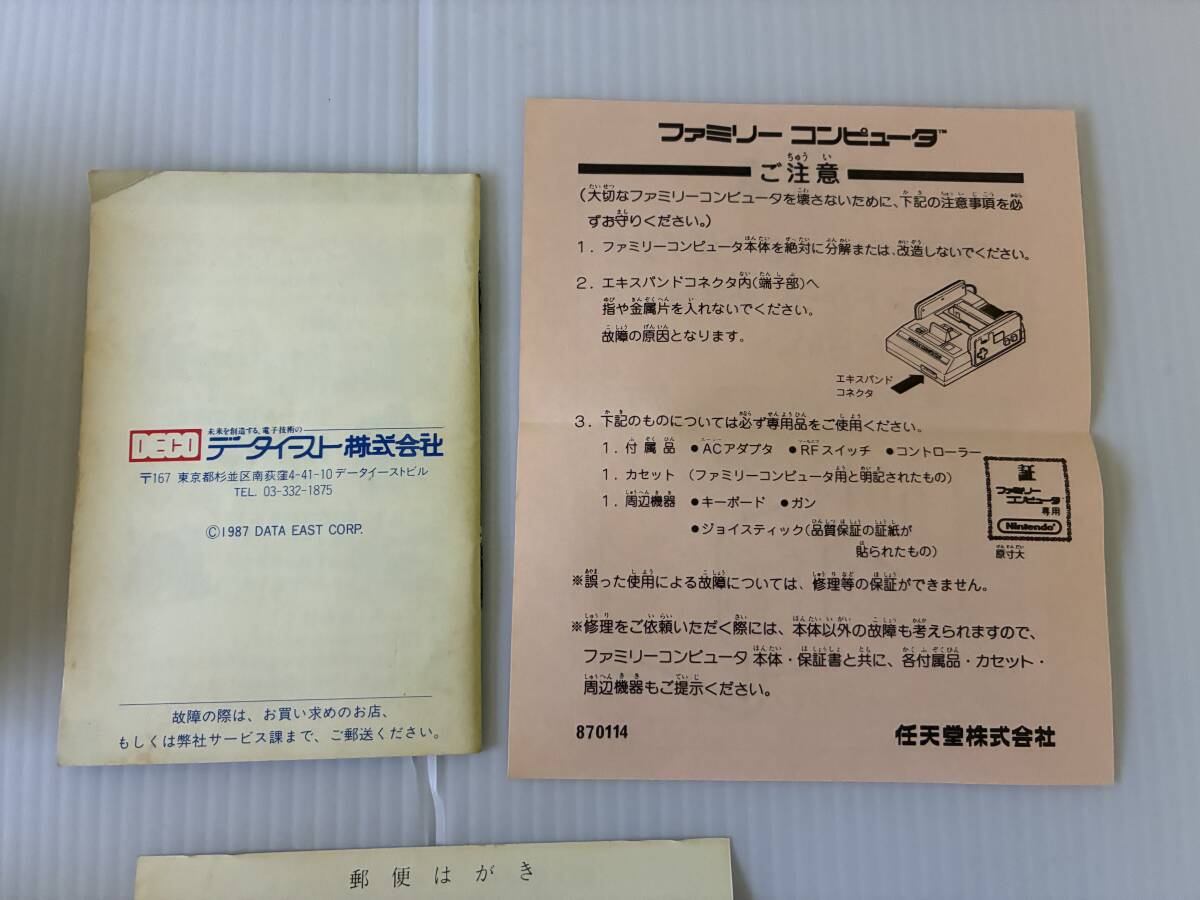 未来を創造する、電子技術の
DECO データイースト株式会社
〒167 東京都杉並区南荻窪4-41-10データイーストビル
TEL. 03-332-1875
©1987 DATA EAST CORP.
故障の際は、お買い求めのお店、
もしくは弊社サービス課まで、ご郵送ください。
ファミリー コンピュータ™
ご注意
(大切なファミリーコンピュータを壊さないために、下記の注意事項を必
ずお守りください。)
1. ファミリーコンピュータ本体を絶対に分解または、改造しないでください。
2. エキスパンドコネクタ内(端子部)へ
指や金属片を入れないでください。
故障の原因となります。
エキスパンド
コネクタ
3. 下記のものについては必ず専用品をご使用ください。
1. 付属品 ●ACアダプタ ●RFスイッチ ●コントローラー
1. カセット (ファミリーコンピュータ用と明記されたもの)
1. 周辺機器 ●キーボード ●ガン
●ジョイスティック(品質保証の証紙が
貼られたもの)
証
ファミリー
コンピュータ
専用
Nintendo
原寸大
※誤った使用による故障については、修理等の保証ができません。
※修理をご依頼いただく際には、本体以外の故障も考えられますので、
ファミリーコンピュータ本体・保証書と共に、各付属品・カセット・
周辺機器もご提示ください。
870114
任天堂株式会社
郵便はがき